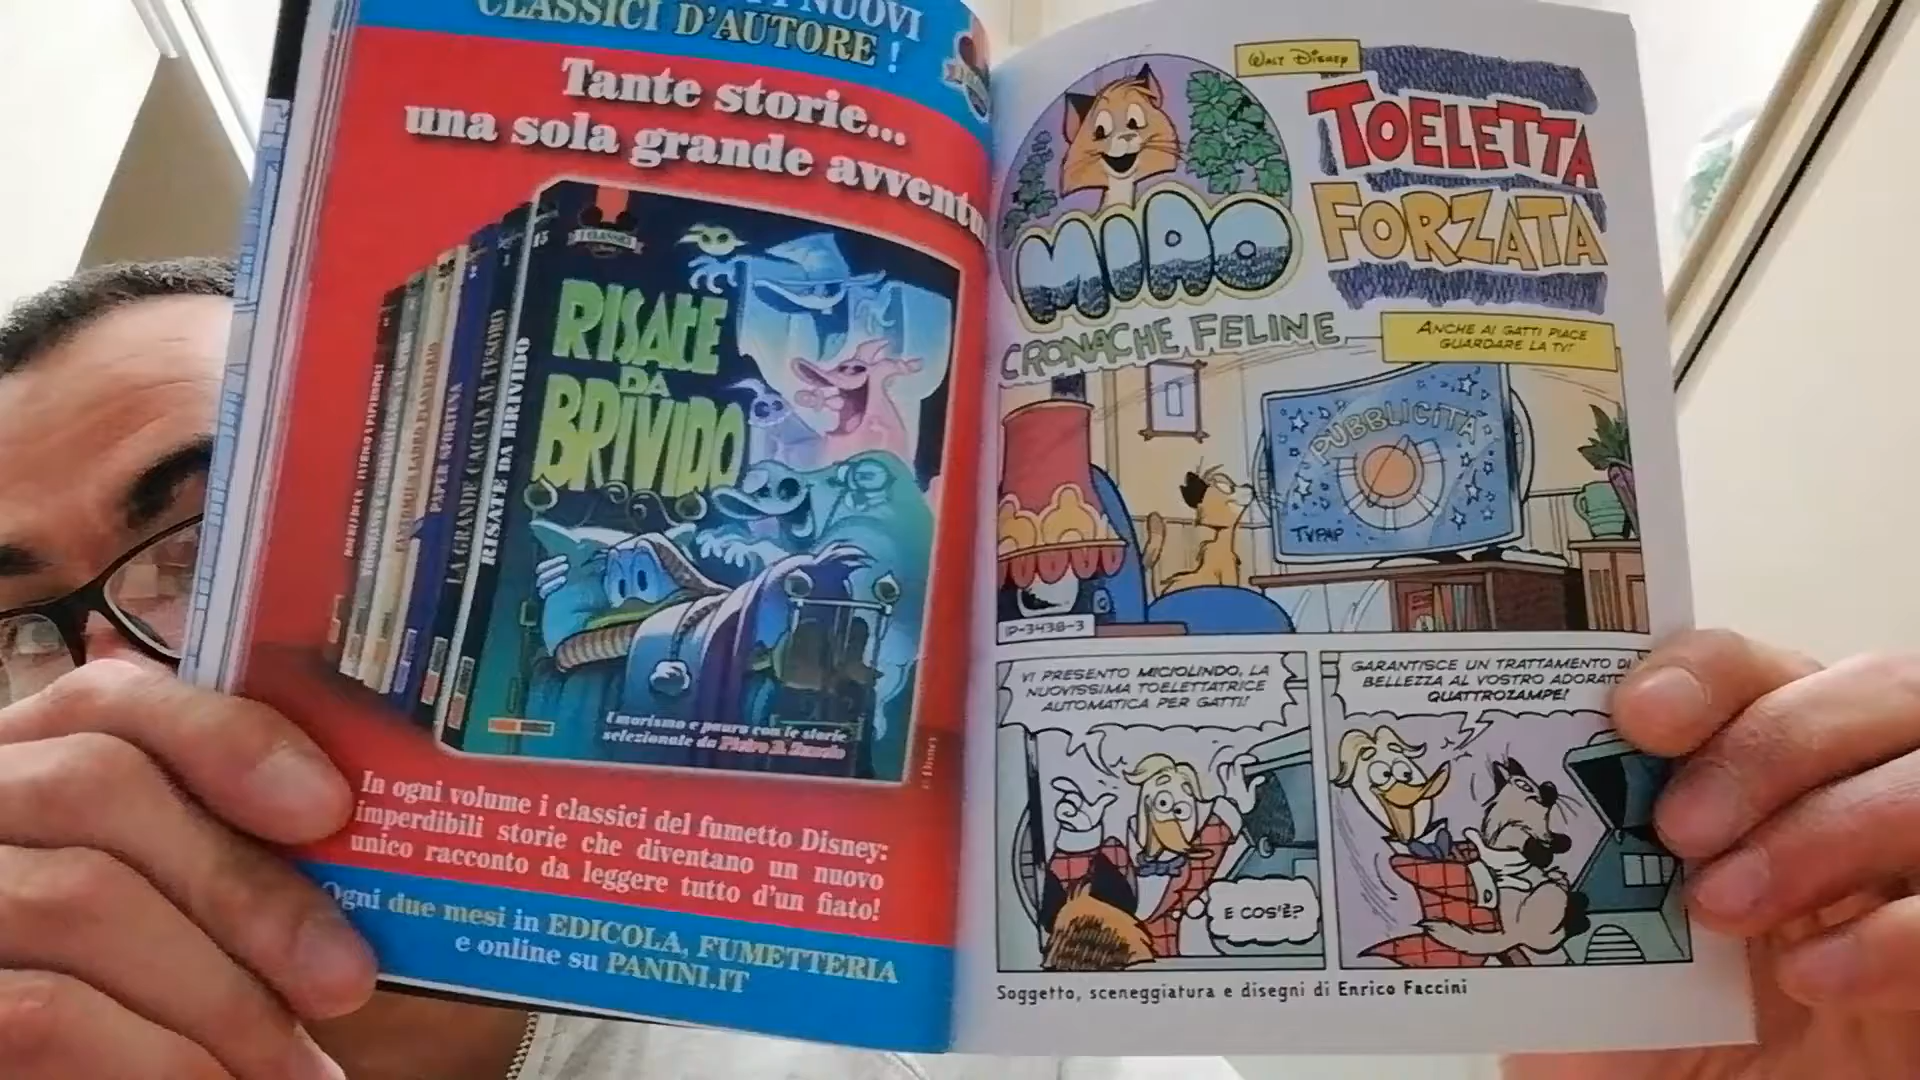 NUOVI
CLASSICI D'AUTORE!
Tante storie...
una sola grande avventu
15
I CLASSICI
RISATE
DA
BRIVIDO
PAPER SFORTUNA
LA GRANDE CACCIA AL TESORO
RISATE DA BRIVIDO
Umorismo e paura con le storie
selezionate da
© Disney
In ogni volume i classici del fumetto Disney:
imperdibili storie che diventano un nuovo
unico racconto da leggere tutto d'un fiato!
Ogni due mesi in EDICOLA, FUMETTERIA
e online su PANINI.IT
WALT DISNEY
TOELETTA
FORZATA
MIAO
CRONACHE FELINE
ANCHE AI GATTI PIACE
GUARDARE LA TV!
PUBBLICITÀ
TVPAP
IP-3438-3
VI PRESENTO MICIOLINDO, LA
NUOVISSIMA TOELETTATRICE
AUTOMATICA PER GATTI!
E COS'È?
GARANTISCE UN TRATTAMENTO DI
BELLEZZA AL VOSTRO ADORATO
QUATTROZAMPE!
Soggetto, sceneggiatura e disegni di Enrico Faccini